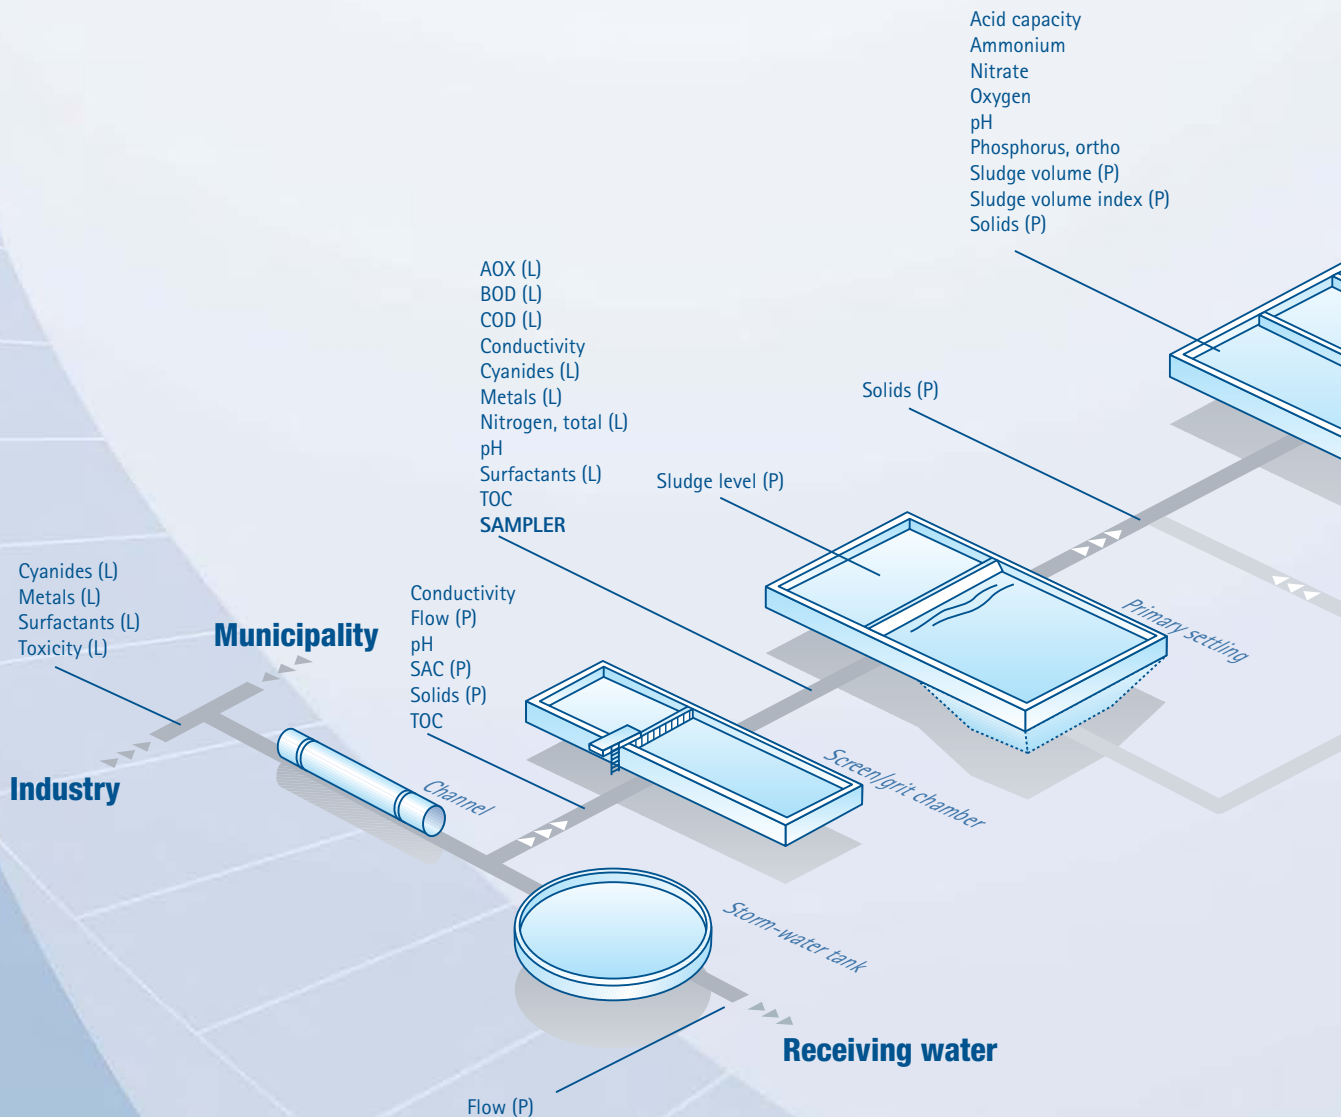 Acid capacity
Ammonium
Nitrate
Oxygen
pH
Phosphorus, ortho
Sludge volume (P)
Sludge volume index (P)
Solids (P)
AOX (L)
BOD (L)
COD (L)
Conductivity
Cyanides (L)
Metals (L)
Nitrogen, total (L)
pH
Surfactants (L)
TOC
SAMPLER
Solids (P)
Sludge level (P)
Cyanides (L)
Metals (L)
Surfactants (L)
Toxicity (L)
Municipality
Conductivity
Flow (P)
pH
SAC (P)
Solids (P)
TOC
Primary settling
Industry
Channel
Screen/grit chamber
Storm-water tank
Receiving water
Flow (P)